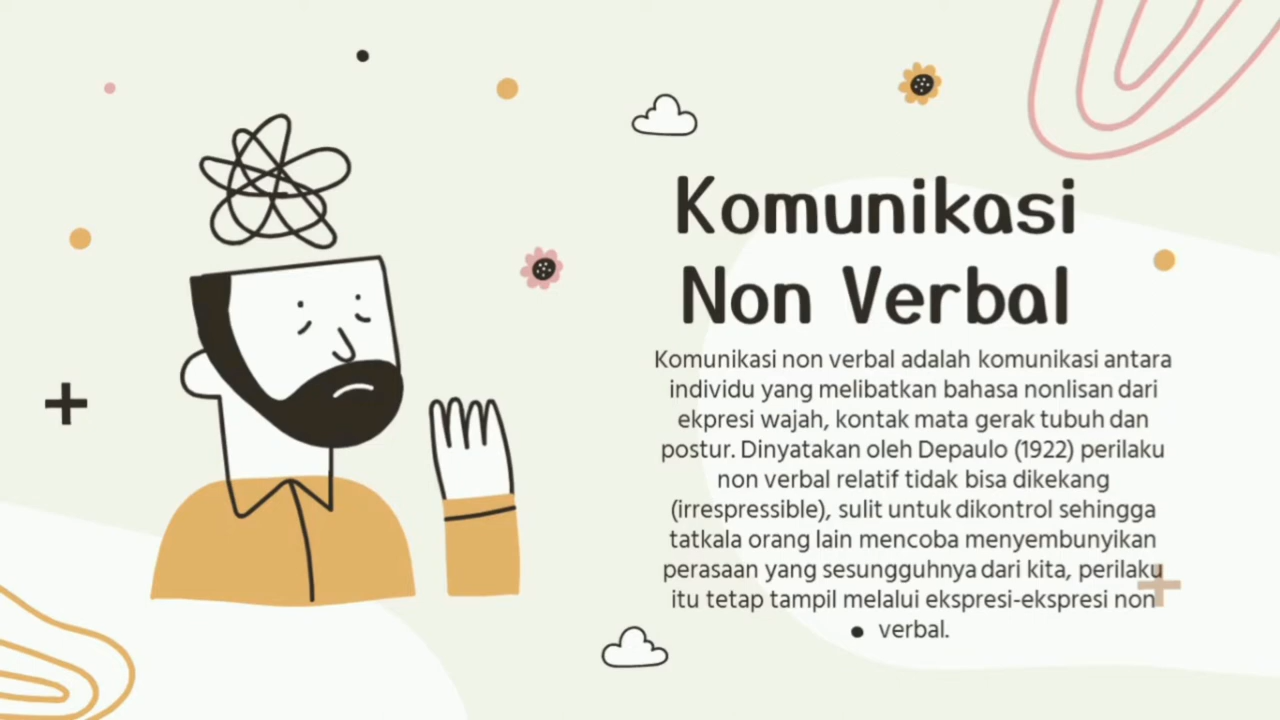 Komunikasi
Non Verbal
Komunikasi non verbal adalah komunikasi antara
individu yang melibatkan bahasa nonlisan dari
ekpresi wajah, kontak mata gerak tubuh dan
postur. Dinyatakan oleh Depaulo (1922) perilaku
non verbal relatif tidak bisa dikekang
(irrespressible), sulit untuk dikontrol sehingga
tatkala orang lain mencoba menyembunyikan
perasaan yang sesungguhnya dari kita, perilaku
itu tetap tampil melalui ekspresi-ekspresi non
verbal.